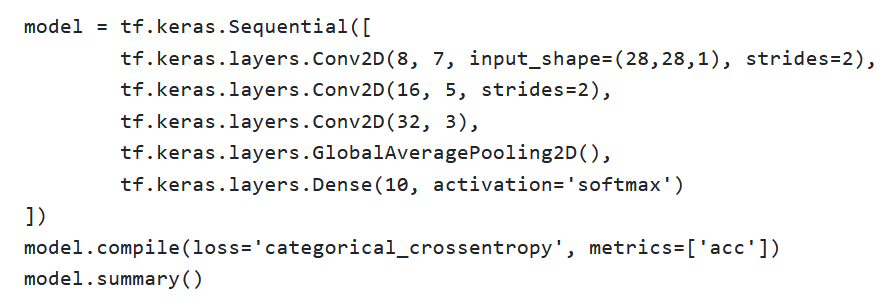 model = tf.keras.Sequential([
        tf.keras.layers.Conv2D(8, 7, input_shape=(28,28,1), strides=2),
        tf.keras.layers.Conv2D(16, 5, strides=2),
        tf.keras.layers.Conv2D(32, 3),
        tf.keras.layers.GlobalAveragePooling2D(),
        tf.keras.layers.Dense(10, activation='softmax')
])
model.compile(loss='categorical_crossentropy', metrics=['acc'])
model.summary()